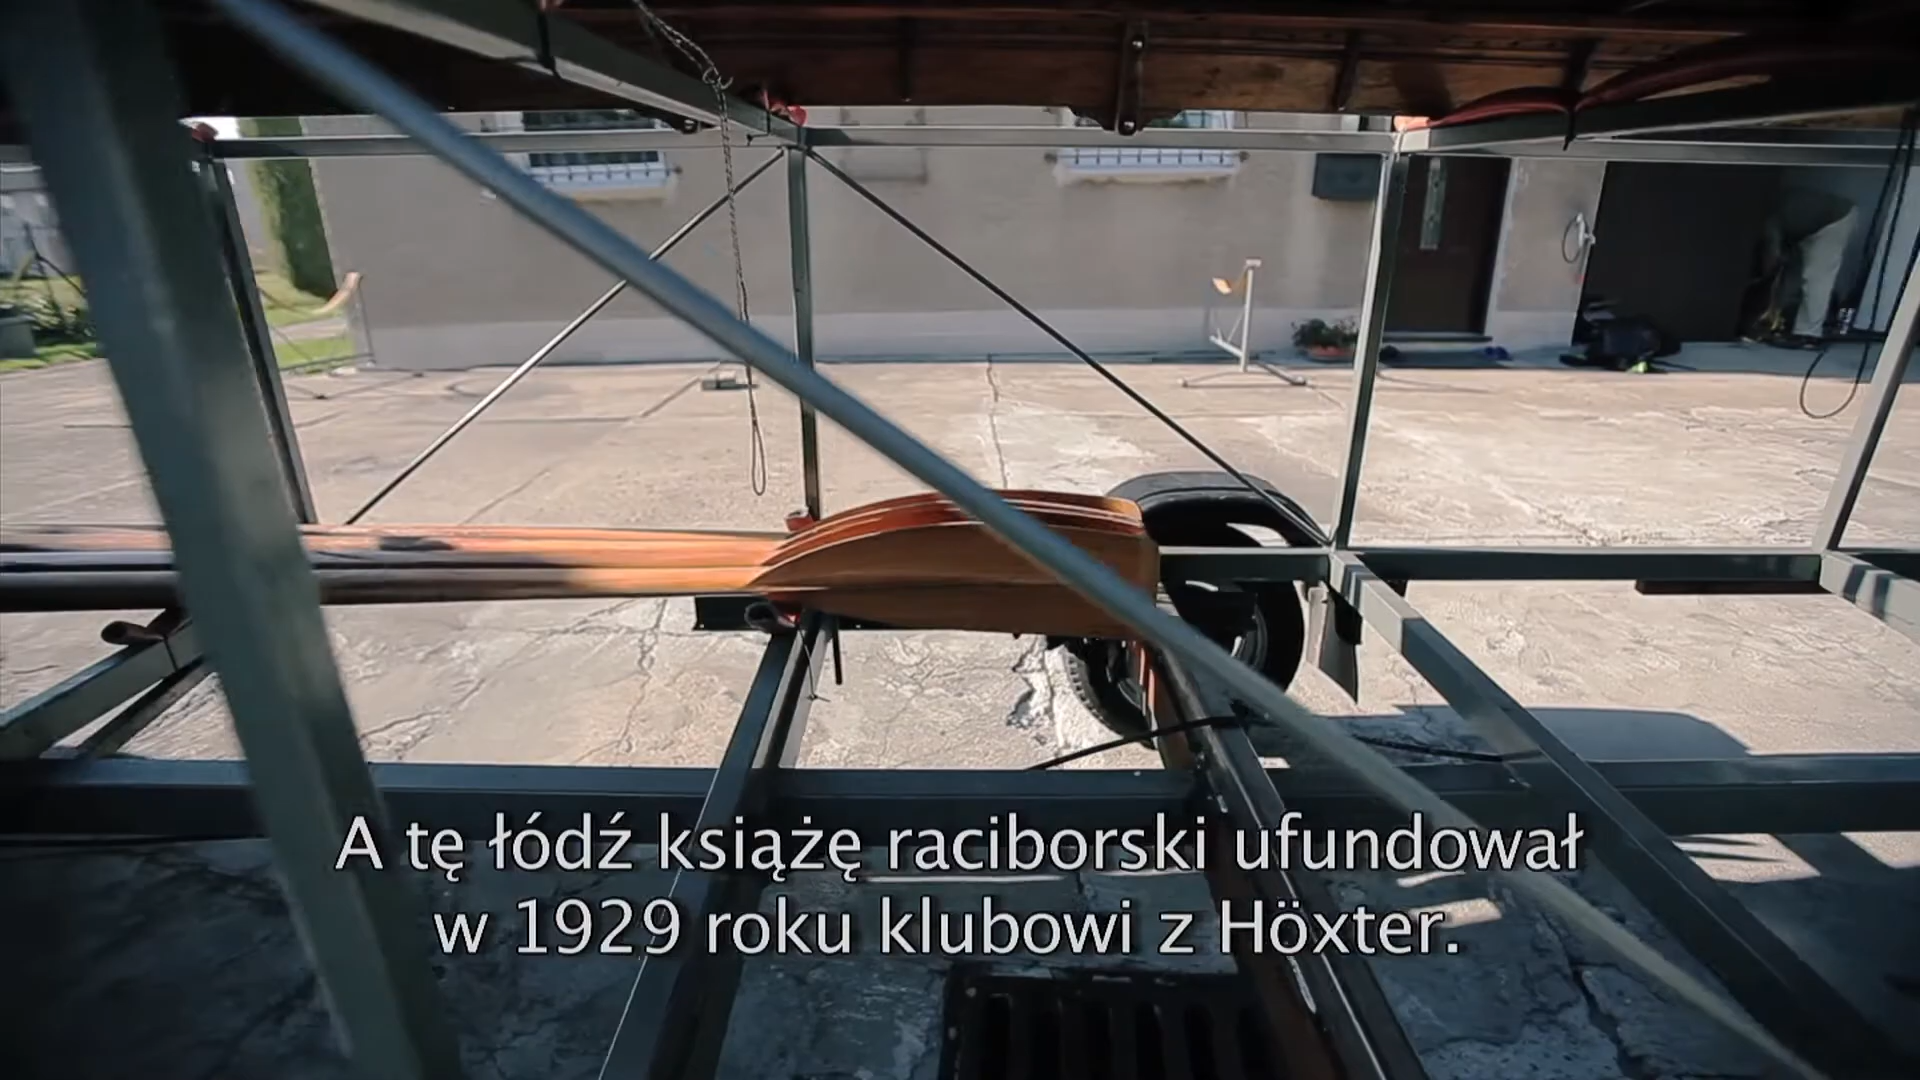 A tę łódź książę raciborski ufundował
w 1929 roku klubowi z Höxter.